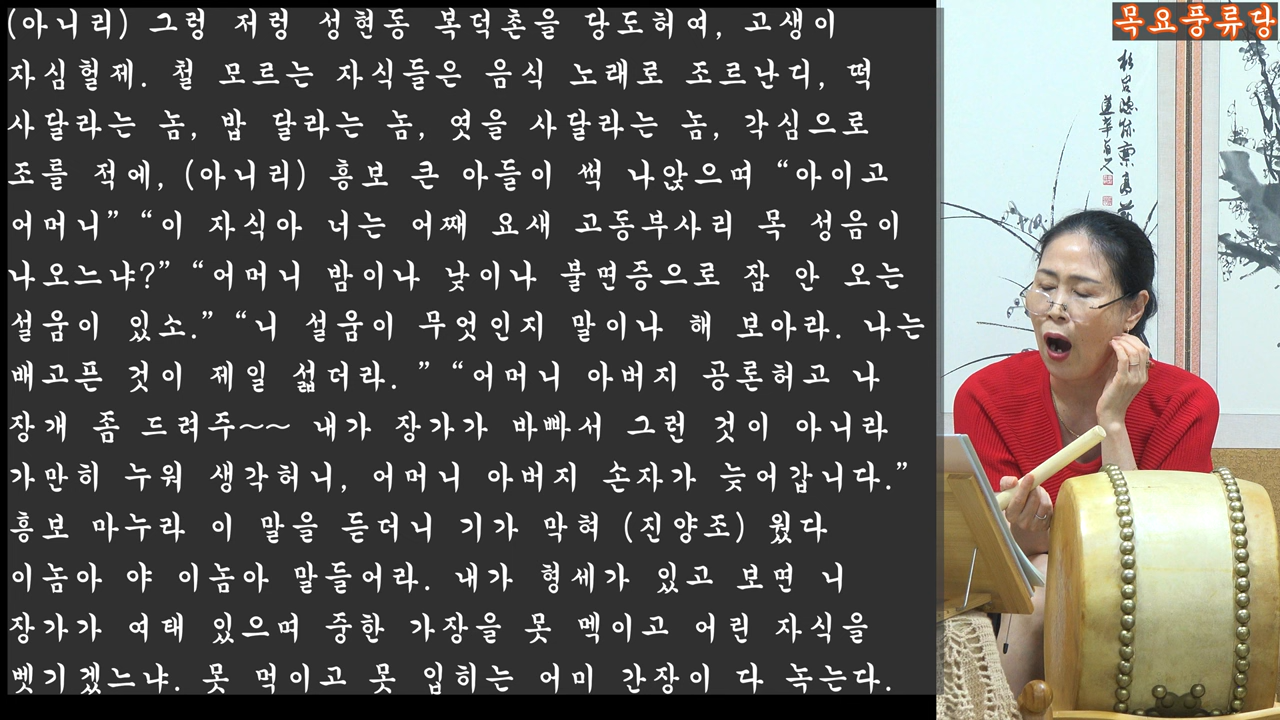 (아니리) 그렁 저렁 성현동 복덕촌을 당도허여, 고생이
자심헐제. 철 모르는 자식들은 음식 노래로 조르난디, 떡
사달라는 놈, 밥 달라는 놈, 엿을 사달라는 놈, 각심으로
조를 적에, (아니리) 흥보 큰 아들이 썩 나앉으며 “아이고
어머니” “이 자식아 너는 어째 요새 고동부사리 목 성음이
나오느냐?” “어머니 밤이나 낮이나 불면증으로 잠 안 오는
설움이 있소.” “니 설움이 무엇인지 말이나 해 보아라. 나는
배고픈 것이 제일 섧더라. ” “어머니 아버지 공론허고 나
장개 좀 드려주~~ 내가 장가가 바빠서 그런 것이 아니라
가만히 누워 생각허니, 어머니 아버지 손자가 늦어갑니다.”
흥보 마누라 이 말을 듣더니 기가 막혀 (진양조) 웠다
이놈아 야 이놈아 말들어라. 내가 형세가 있고 보면 니
장가가 여태 있으며 중한 가장을 못 멕이고 어린 자식을
벳기겠느냐. 못 먹이고 못 입히는 어미 간장이 다 녹는다.
목요풍류당